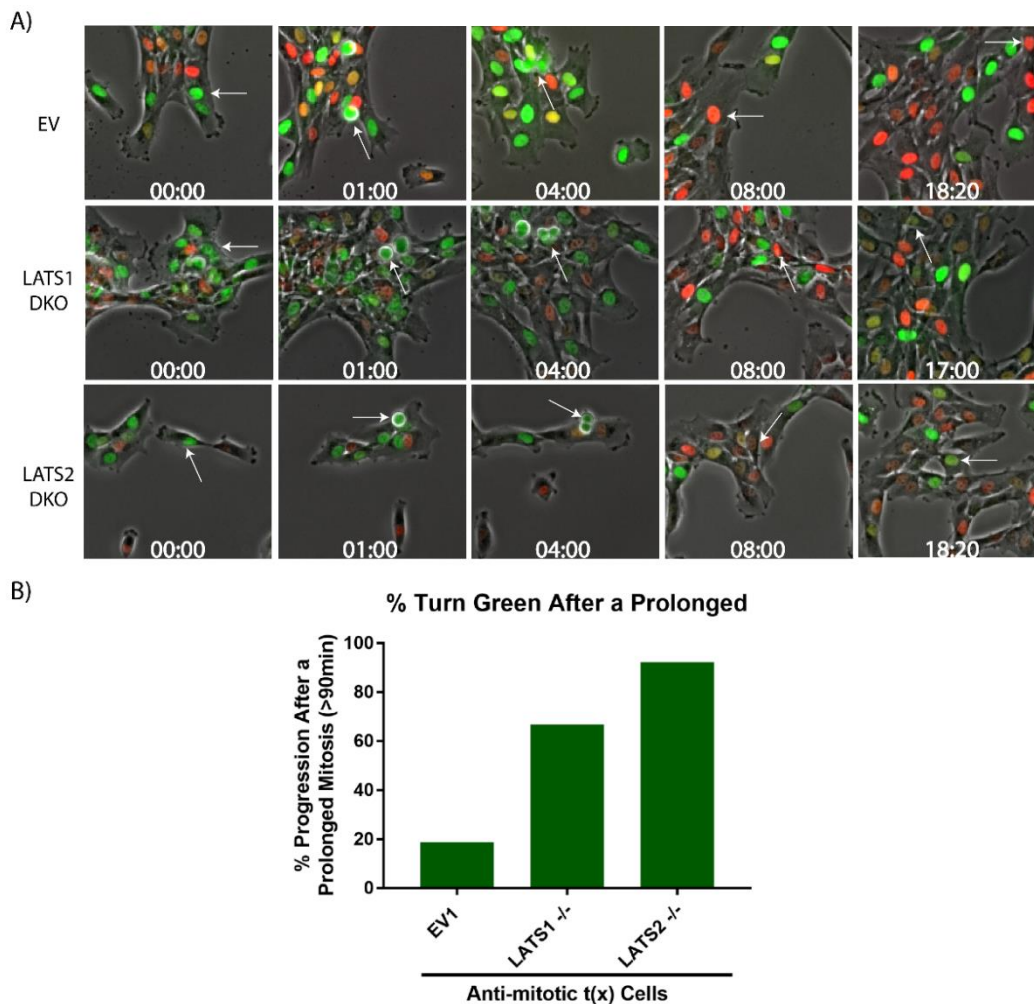 A)
EV
00:00
01:00
04:00
08:00
18:20
LATS1
DKO
00:00
01:00
04:00
08:00
17:00
LATS2
DKO
00:00
01:00
04:00
08:00
18:20
B)
% Turn Green After a Prolonged
% Progression After a
Prolonged Mitosis (>90min)
100
80
60
40
20
0
EV1
LATS1 -/-
LATS2 -/-
Anti-mitotic t(x) Cells